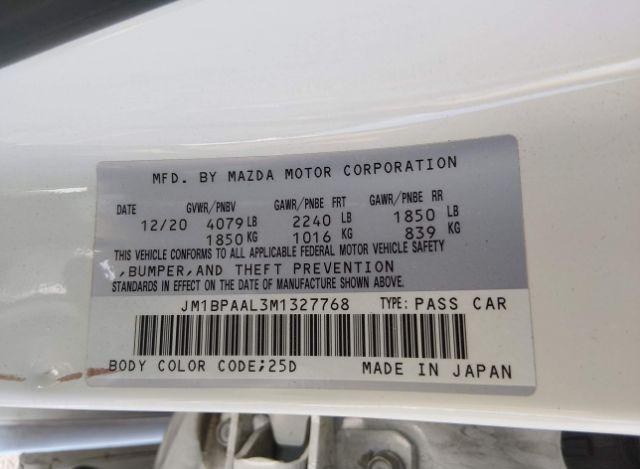 MFD. BY MAZDA MOTOR CORPORATION
DATE GVWR/PNBV GAWR/PNBE FRT GAWR/PNBE RR
12/20 4079 LB 2240 LB 1850 LB
1850 KG 1016 KG 839 KG
THIS VEHICLE CONFORMS TO ALL APPLICABLE FEDERAL MOTOR VEHICLE SAFETY
,BUMPER,AND THEFT PREVENTION
STANDARDS IN EFFECT ON THE DATE OF MANUFACTURE SHOWN ABOVE.
JM1BPAAL3M1327768 TYPE: PASS CAR
BODY COLOR CODE;25D MADE IN JAPAN